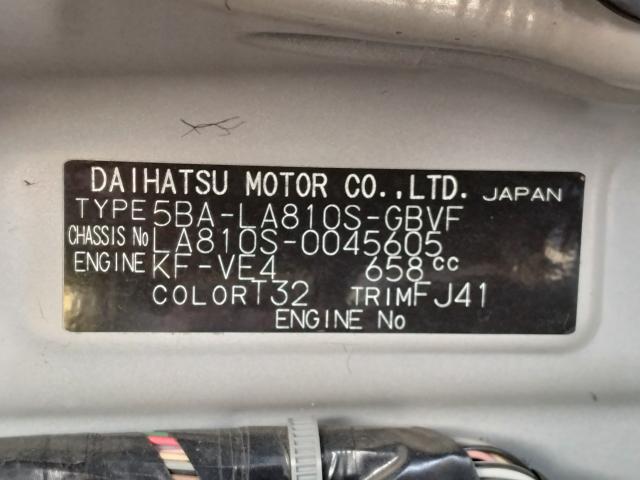 DAIHATSU MOTOR CO.,LTD. JAPAN
TYPE 5BA-LA810S-GBVF
CHASSIS No LA810S-0045605
ENGINE KF-VE4 658cc
COLOR T32 TRIM FJ41
ENGINE No